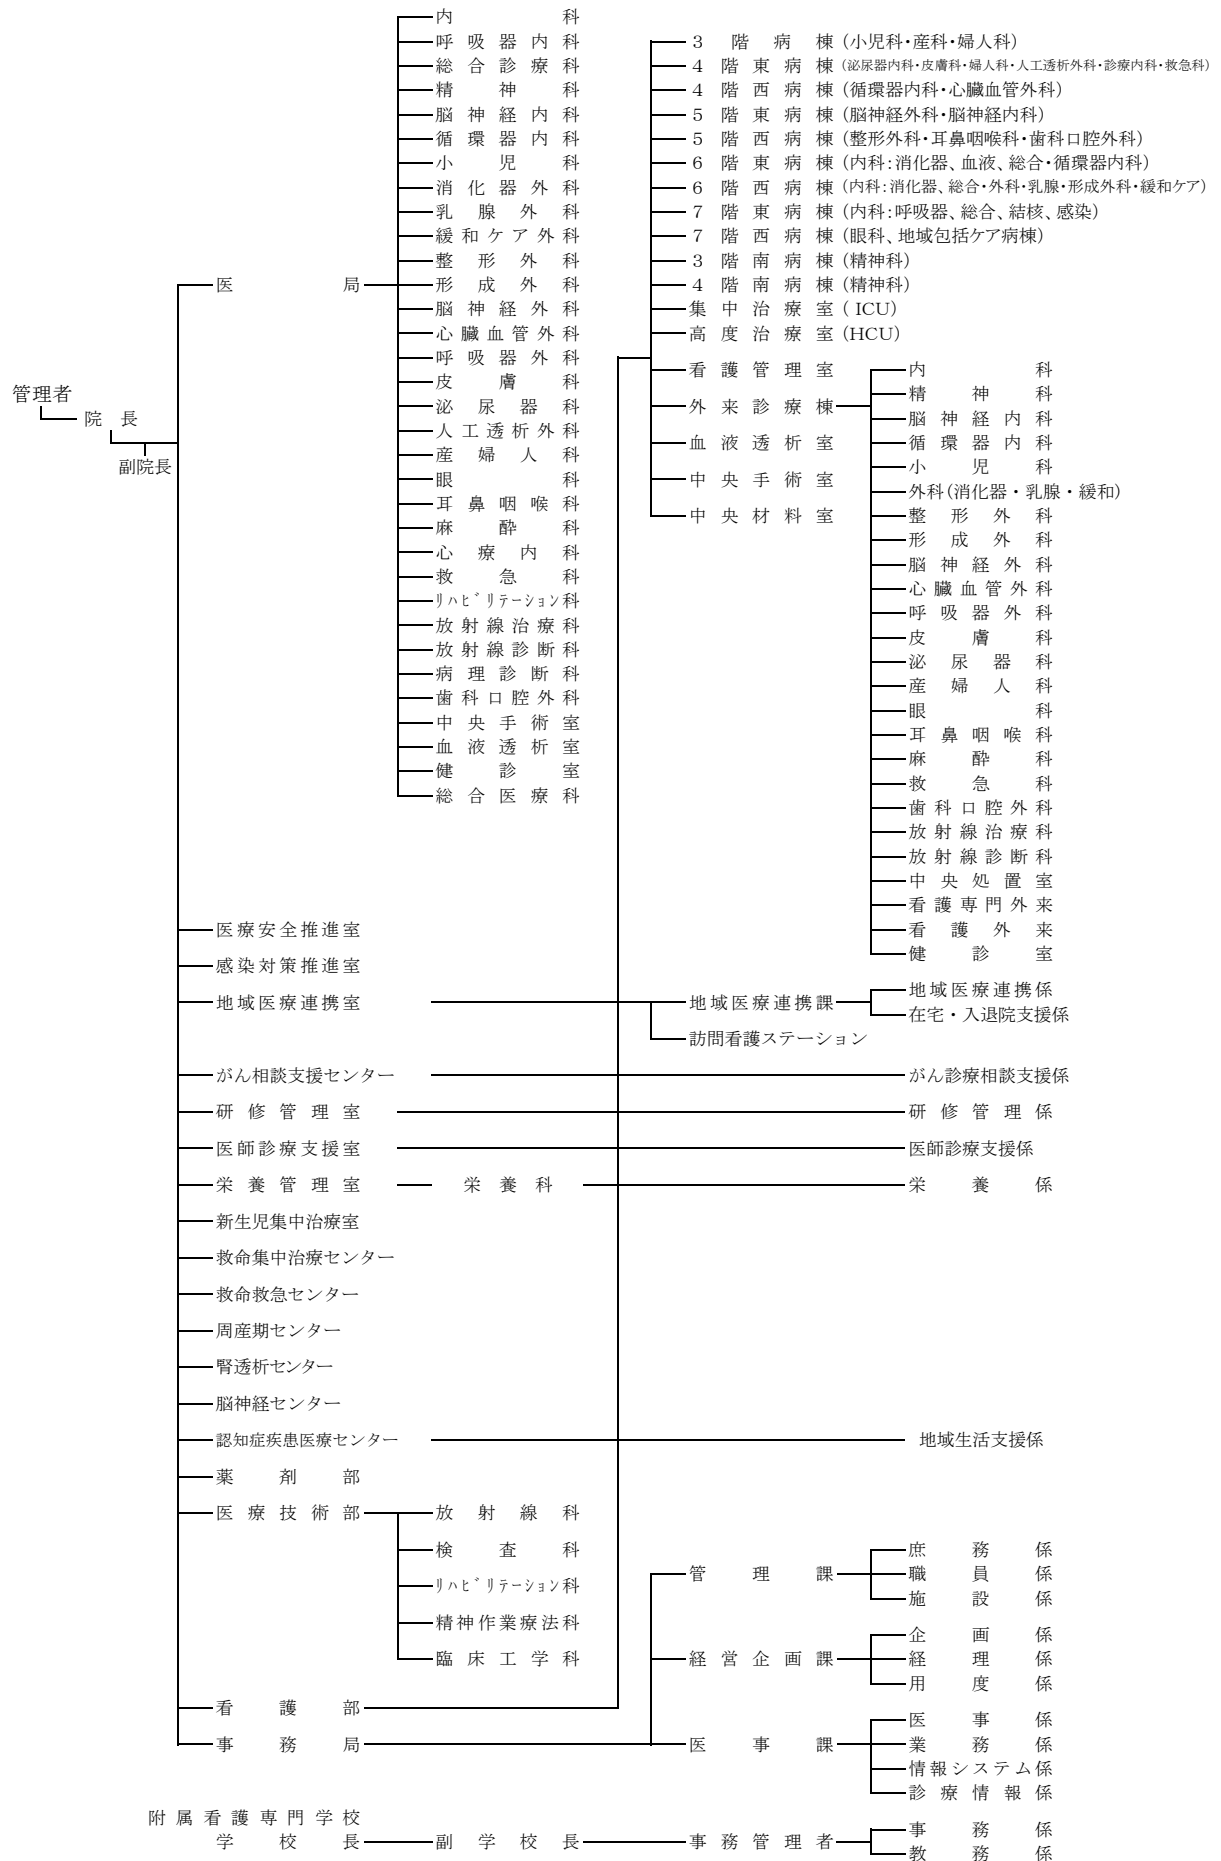 管理者
院長
副院長
医局
内科
呼吸器内科
総合診療科
精神科
脳神経内科
循環器内科
小児科
消化器外科
乳腺外科
緩和ケア外科
整形外科
形成外科
脳神経外科
心臓血管外科
呼吸器外科
皮膚科
泌尿器科
人工透析外科
産婦人科
眼科
耳鼻咽喉科
麻酔科
心療内科
救急科
リハビリテーション科
放射線治療科
放射線診断科
病理診断科
歯科口腔外科
中央手術室
血液透析室
健診室
総合医療科
3階病棟(小児科・産科・婦人科)
4階東病棟(泌尿器内科・皮膚科・婦人科・人工透析外科・診療内科・救急科)
4階西病棟(循環器内科・心臓血管外科)
5階東病棟(脳神経外科・脳神経内科)
5階西病棟(整形外科・耳鼻咽喉科・歯科口腔外科)
6階東病棟(内科:消化器、血液、総合・循環器内科)
6階西病棟(内科:消化器、総合・外科・乳腺・形成外科・緩和ケア)
7階東病棟(内科:呼吸器、総合、結核、感染)
7階西病棟(眼科、地域包括ケア病棟)
3階南病棟(精神科)
4階南病棟(精神科)
集中治療室(ICU)
高度治療室(HCU)
看護管理室
外来診療棟
血液透析室
中央手術室
中央材料室
内科
精神科
脳神経内科
循環器内科
小児科
外科(消化器・乳腺・緩和)
整形外科
形成外科
脳神経外科
心臓血管外科
呼吸器外科
皮膚科
泌尿器科
産婦人科
眼科
耳鼻咽喉科
麻酔科
救急科
歯科口腔外科
放射線治療科
放射線診断科
中央処置室
看護専門外来
看護外来
健診室
医療安全推進室
感染対策推進室
地域医療連携室 地域医療連携課 地域医療連携係
在宅・入退院支援係
訪問看護ステーション
がん相談支援センター がん診療相談支援係
研修管理室 研修管理係
医師診療支援室 医師診療支援係
栄養管理室 栄養科 栄養係
新生児集中治療室
救命集中治療センター
救命救急センター
周産期センター
腎透析センター
脳神経センター
認知症疾患医療センター 地域生活支援係
薬剤部
医療技術部 放射線科
検査科
リハビリテーション科
精神作業療法科
臨床工学科
看護部
事務局
管理課
庶務係
職員係
施設係
経営企画課
企画係
経理係
用度係
医事課
医事係
業務係
情報システム係
診療情報係
附属看護専門学校
学校長 副学校長 事務管理者
事務係
教務係